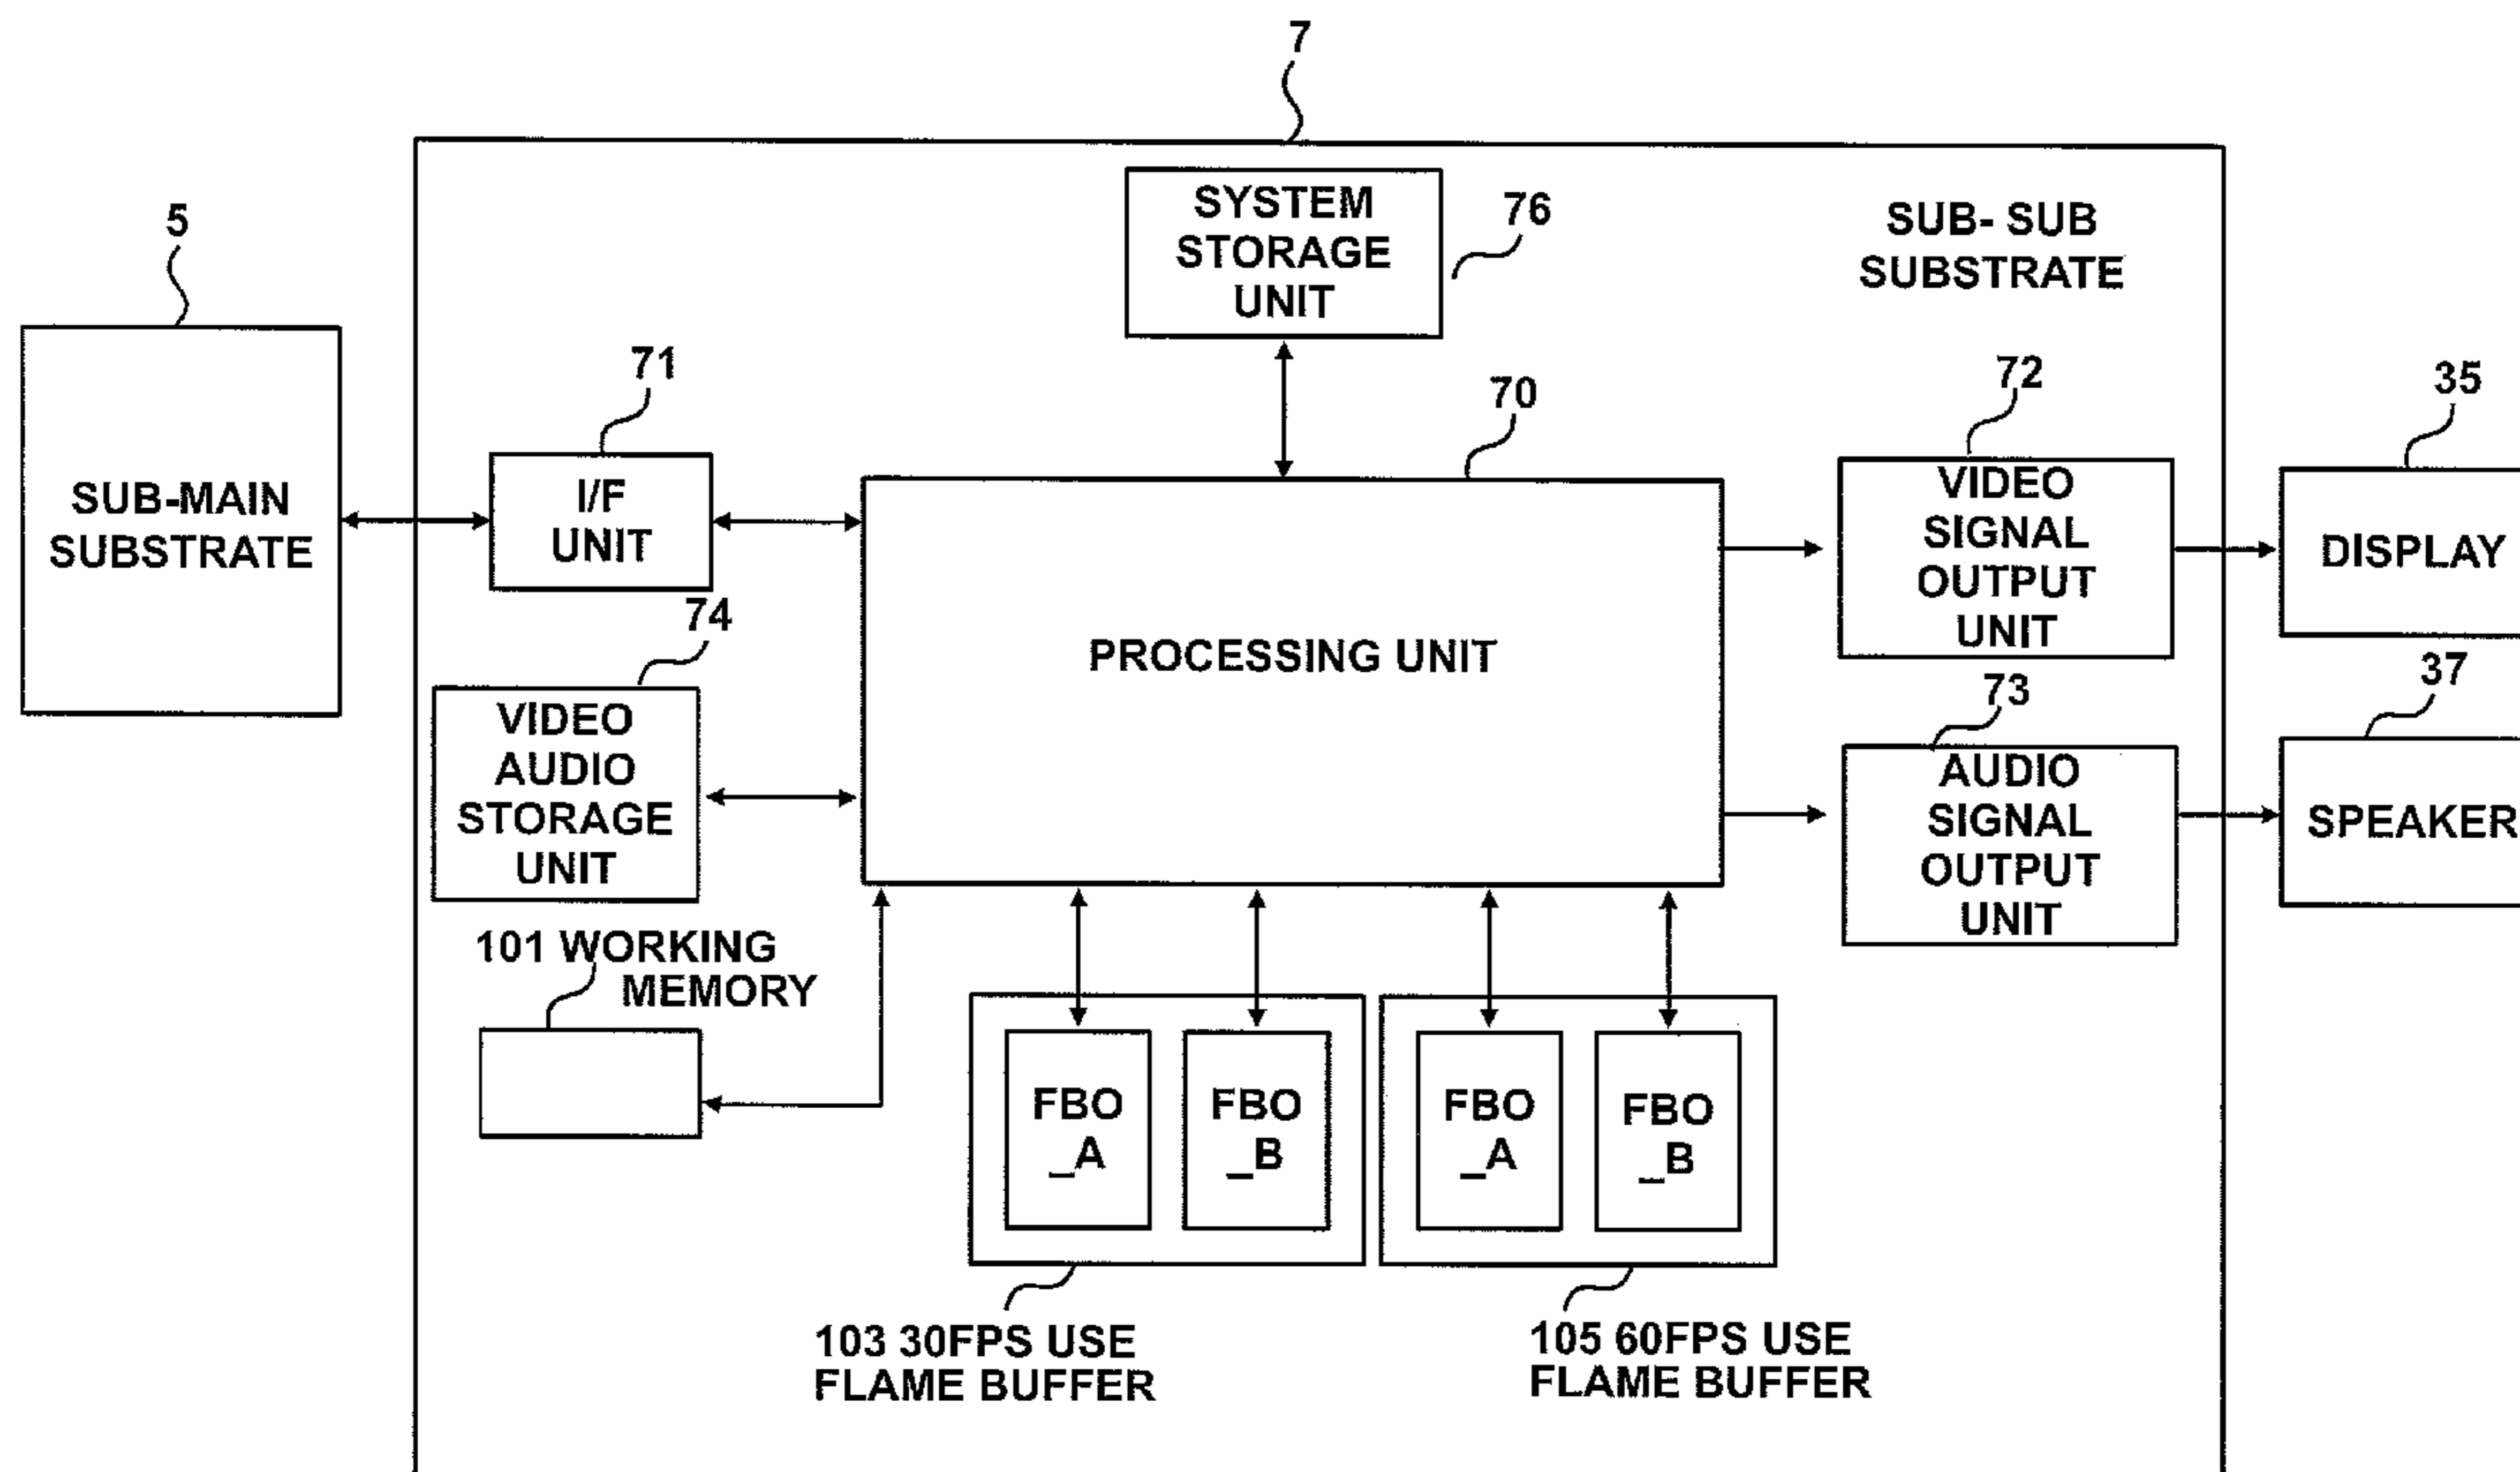 7
SYSTEM
STORAGE
UNIT
76
SUB- SUB
SUBSTRATE
5
SUB-MAIN
SUBSTRATE
71
I/F
UNIT
70
PROCESSING UNIT
72
VIDEO
SIGNAL
OUTPUT
UNIT
35
DISPLAY
74
VIDEO
AUDIO
STORAGE
UNIT
73
AUDIO
SIGNAL
OUTPUT
UNIT
37
SPEAKER
101 WORKING
MEMORY
FBO
_A
FBO
_B
FBO
_A
FBO
_B
103 30FPS USE
FLAME BUFFER
105 60FPS USE
FLAME BUFFER